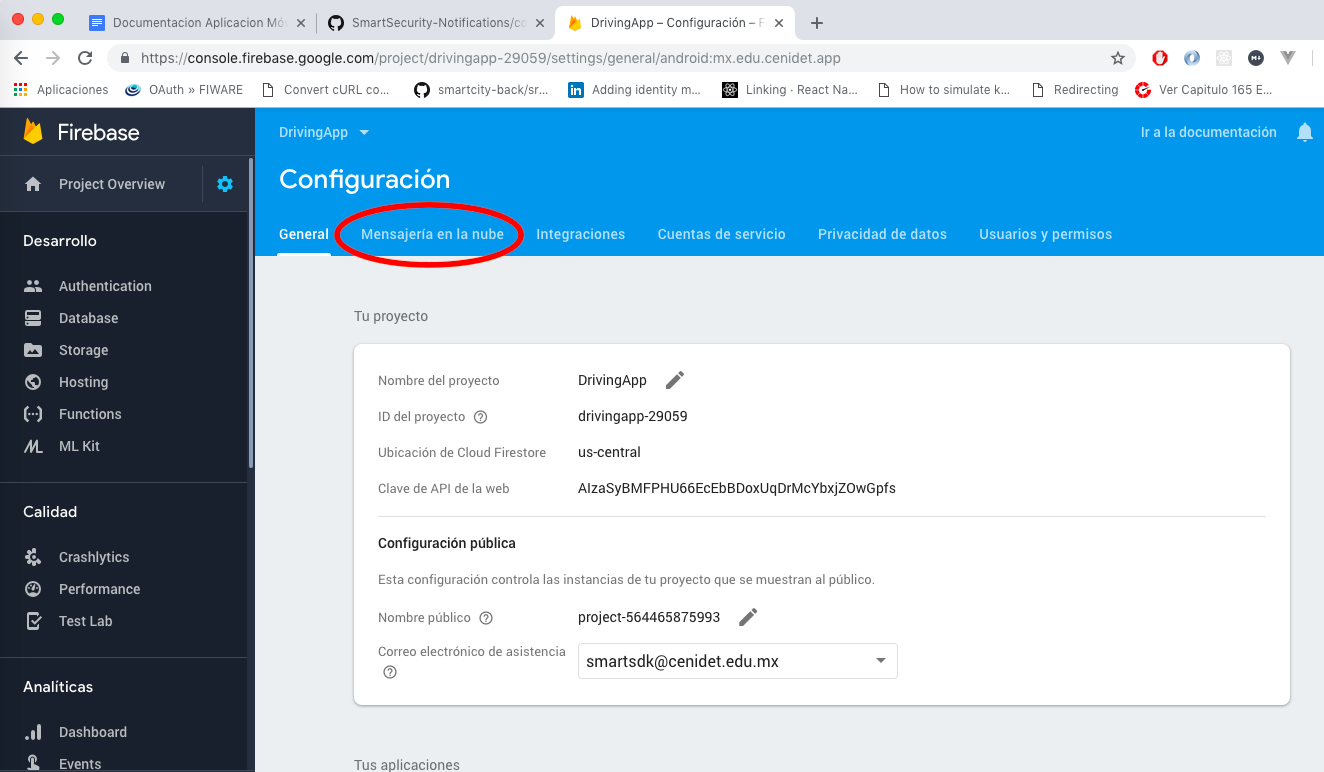 Documentacion Aplicacion Mó
SmartSecurity-Notifications/co
DrivingApp – Configuración – F
https://console.firebase.google.com/project/drivingapp-29059/settings/general/android:mx.edu.cenidet.app
Aplicaciones
OAuth » FIWARE
Convert cURL co...
smartcity-back/sr...
Adding identity m...
Linking · React Na...
How to simulate k...
Redirecting
Ver Capitulo 165 E...
Firebase
DrivingApp
Ir a la documentación
Project Overview
Configuración
General
Mensajería en la nube
Integraciones
Cuentas de servicio
Privacidad de datos
Usuarios y permisos
Desarrollo
Authentication
Database
Storage
Hosting
Functions
ML Kit
Calidad
Crashlytics
Performance
Test Lab
Analíticas
Dashboard
Events
Tu proyecto
Nombre del proyecto DrivingApp
ID del proyecto drivingapp-29059
Ubicación de Cloud Firestore us-central
Clave de API de la web AIzaSyBMFPHU66EcEbBDoxUqDrMcYbxjZOwGpfs
Configuración pública
Esta configuración controla las instancias de tu proyecto que se muestran al público.
Nombre público project-564465875993
Correo electrónico de asistencia smartsdk@cenidet.edu.mx
Tus aplicaciones